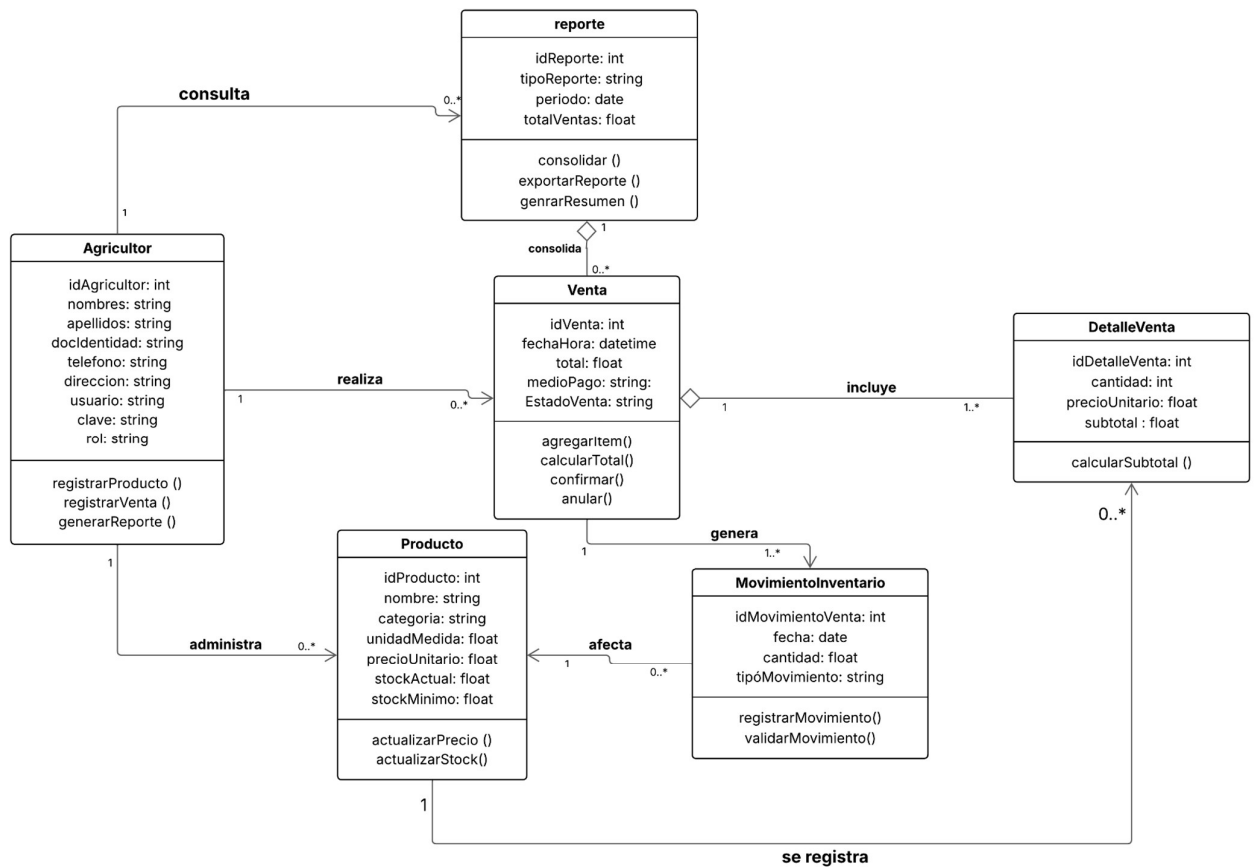 reporte
idReporte: int
tipoReporte: string
periodo: date
totalVentas: float
consolidar ()
exportarReporte ()
genrarResumen ()
consulta
0..*
1
1
consolida
0..*
Agricultor
idAgricultor: int
nombres: string
apellidos: string
docIdentidad: string
telefono: string
direccion: string
usuario: string
clave: string
rol: string
registrarProducto ()
registrarVenta ()
generarReporte ()
realiza
1
0..*
Venta
idVenta: int
fechaHora: datetime
total: float
medioPago: string:
EstadoVenta: string
agregarItem()
calcularTotal()
confirmar()
anular()
incluye
1
1..*
DetalleVenta
idDetalleVenta: int
cantidad: int
precioUnitario: float
subtotal : float
calcularSubtotal ()
0..*
genera
1
1..*
1
administra
0..*
Producto
idProducto: int
nombre: string
categoria: string
unidadMedida: float
precioUnitario: float
stockActual: float
stockMinimo: float
actualizarPrecio ()
actualizarStock()
afecta
1
0..*
MovimientoInventario
idMovimientoVenta: int
fecha: date
cantidad: float
tipóMovimiento: string
registrarMovimiento()
validarMovimiento()
1
se registra